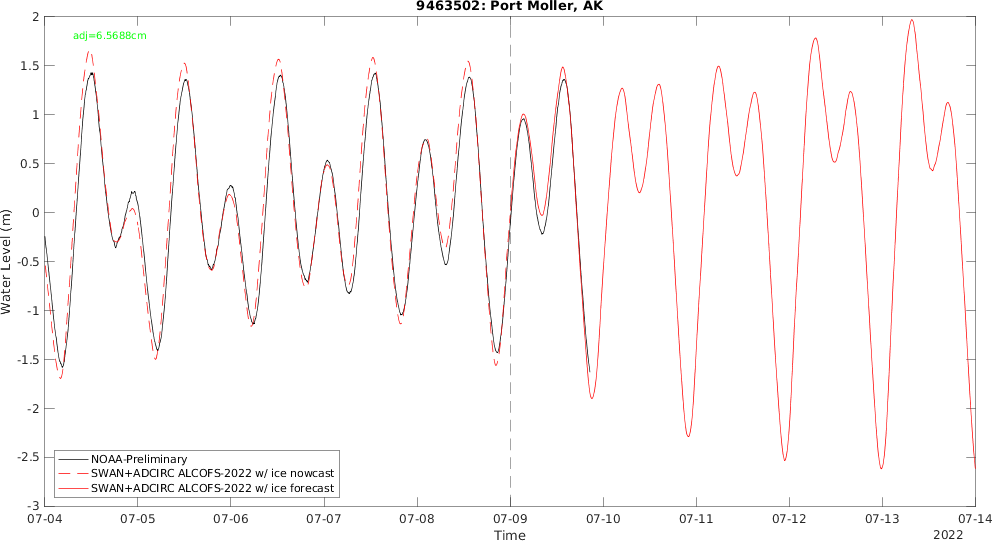 9463502: Port Moller, AK
adj=6.5688cm
Water Level (m)
2
1.5
1
0.5
0
-0.5
-1
-1.5
-2
-2.5
-3
NOAA-Preliminary
SWAN+ADCIRC ALCOFS-2022 w/ ice nowcast
SWAN+ADCIRC ALCOFS-2022 w/ ice forecast
07-04 07-05 07-06 07-07 07-08 07-09 07-10 07-11 07-12 07-13 07-14
Time
2022